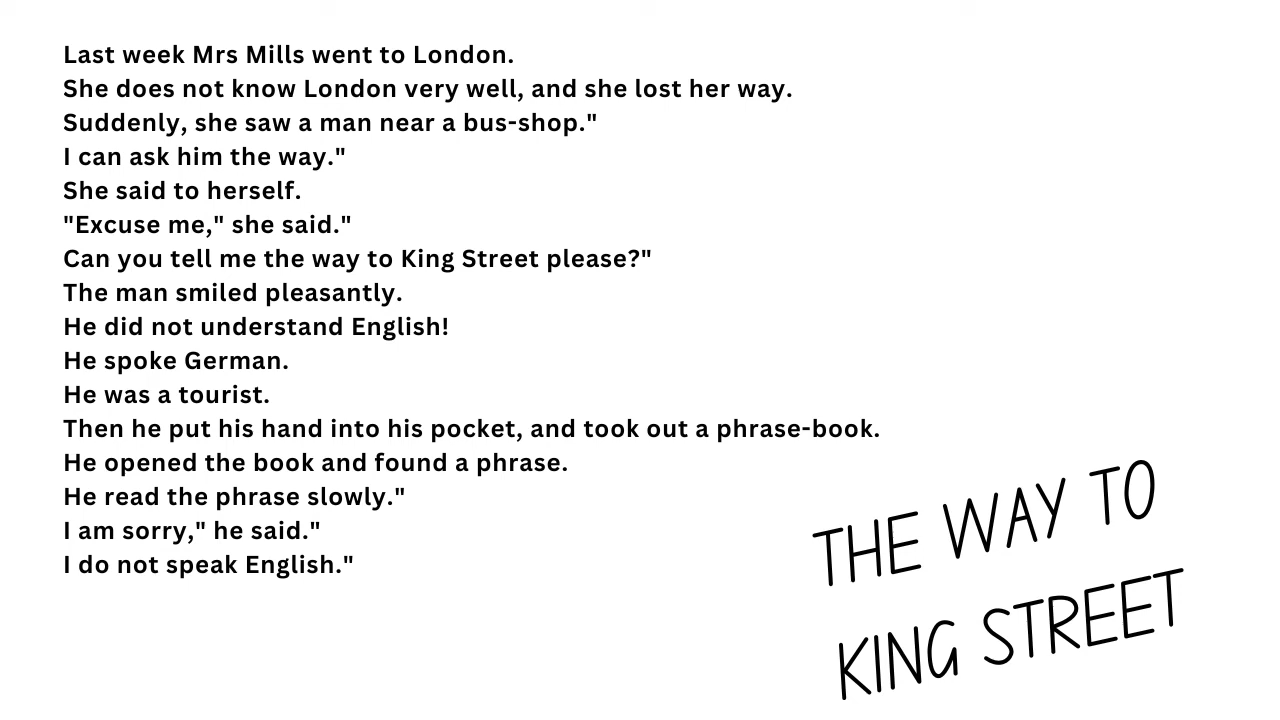 Last week Mrs Mills went to London.
She does not know London very well, and she lost her way.
Suddenly, she saw a man near a bus-shop."
I can ask him the way."
She said to herself.
"Excuse me," she said."
Can you tell me the way to King Street please?"
The man smiled pleasantly.
He did not understand English!
He spoke German.
He was a tourist.
Then he put his hand into his pocket, and took out a phrase-book.
He opened the book and found a phrase.
He read the phrase slowly."
I am sorry," he said."
I do not speak English."
THE WAY TO
KING STREET